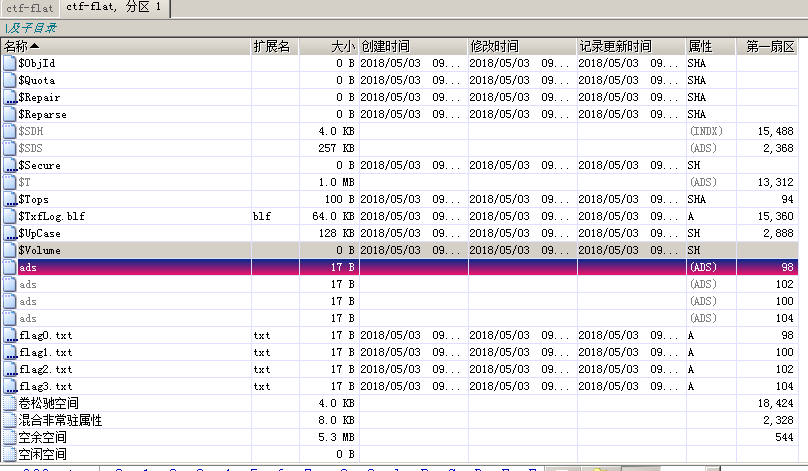 ctf-flat ctf-flat, 分区 1
\及子目录
名称 扩展名 大小 创建时间 修改时间 记录更新时间 属性 第一扇区
$ObjId 0 B 2018/05/03 09... 2018/05/03 09... 2018/05/03 09... SHA
$Quota 0 B 2018/05/03 09... 2018/05/03 09... 2018/05/03 09... SHA
$Repair 0 B 2018/05/03 09... 2018/05/03 09... 2018/05/03 09... SHA
$Reparse 0 B 2018/05/03 09... 2018/05/03 09... 2018/05/03 09... SHA
$SDH 4.0 KB (INDX) 15,488
$SDS 257 KB (ADS) 2,368
$Secure 0 B 2018/05/03 09... 2018/05/03 09... 2018/05/03 09... SH
$T 1.0 MB (ADS) 13,312
$Tops 100 B 2018/05/03 09... 2018/05/03 09... 2018/05/03 09... SHA 94
$TxfLog.blf blf 64.0 KB 2018/05/03 09... 2018/05/03 09... 2018/05/03 09... A 15,360
$UpCase 128 KB 2018/05/03 09... 2018/05/03 09... 2018/05/03 09... SH 2,888
$Volume 0 B 2018/05/03 09... 2018/05/03 09... 2018/05/03 09... SH
ads 17 B (ADS) 98
ads 17 B (ADS) 102
ads 17 B (ADS) 100
ads 17 B (ADS) 104
flag0.txt txt 17 B 2018/05/03 09... 2018/05/03 09... 2018/05/03 09... A 98
flag1.txt txt 17 B 2018/05/03 09... 2018/05/03 09... 2018/05/03 09... A 100
flag2.txt txt 17 B 2018/05/03 09... 2018/05/03 09... 2018/05/03 09... A 102
flag3.txt txt 17 B 2018/05/03 09... 2018/05/03 09... 2018/05/03 09... A 104
卷松驰空间 4.0 KB 18,424
混合非常驻属性 8.0 KB 2,328
空余空间 5.3 MB 544
空闲空间 0 B